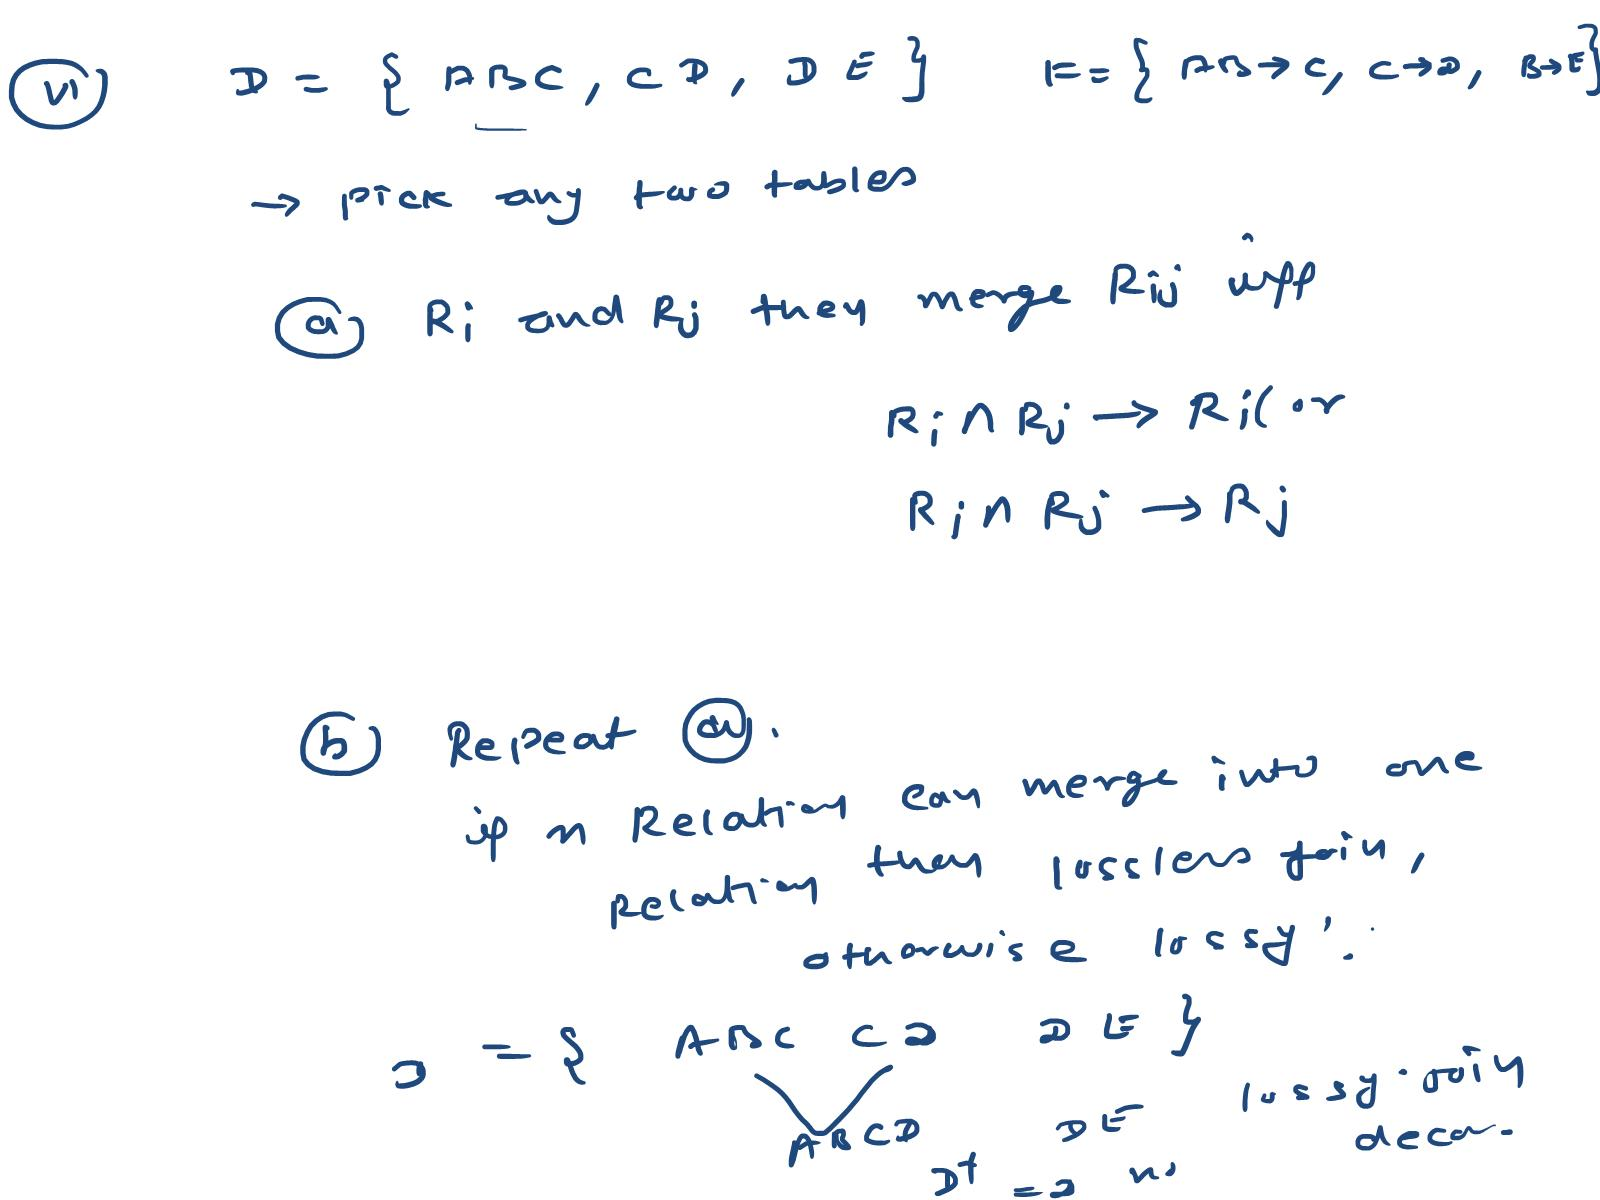 vi D = { ABC, CD, DE } F = { AB→C, C→D, B→E }
→ pick any two tables
a Ri and Rj then merge Rij iff
Ri ∩ Rj → Ri (or
Ri ∩ Rj → Rj
b Repeat a.
if n Relation can merge into one
Relation then lossless join,
otherwise lossy.
D = { ABC CD DE }
ABCD DE lossy join
D+ = D no deco.